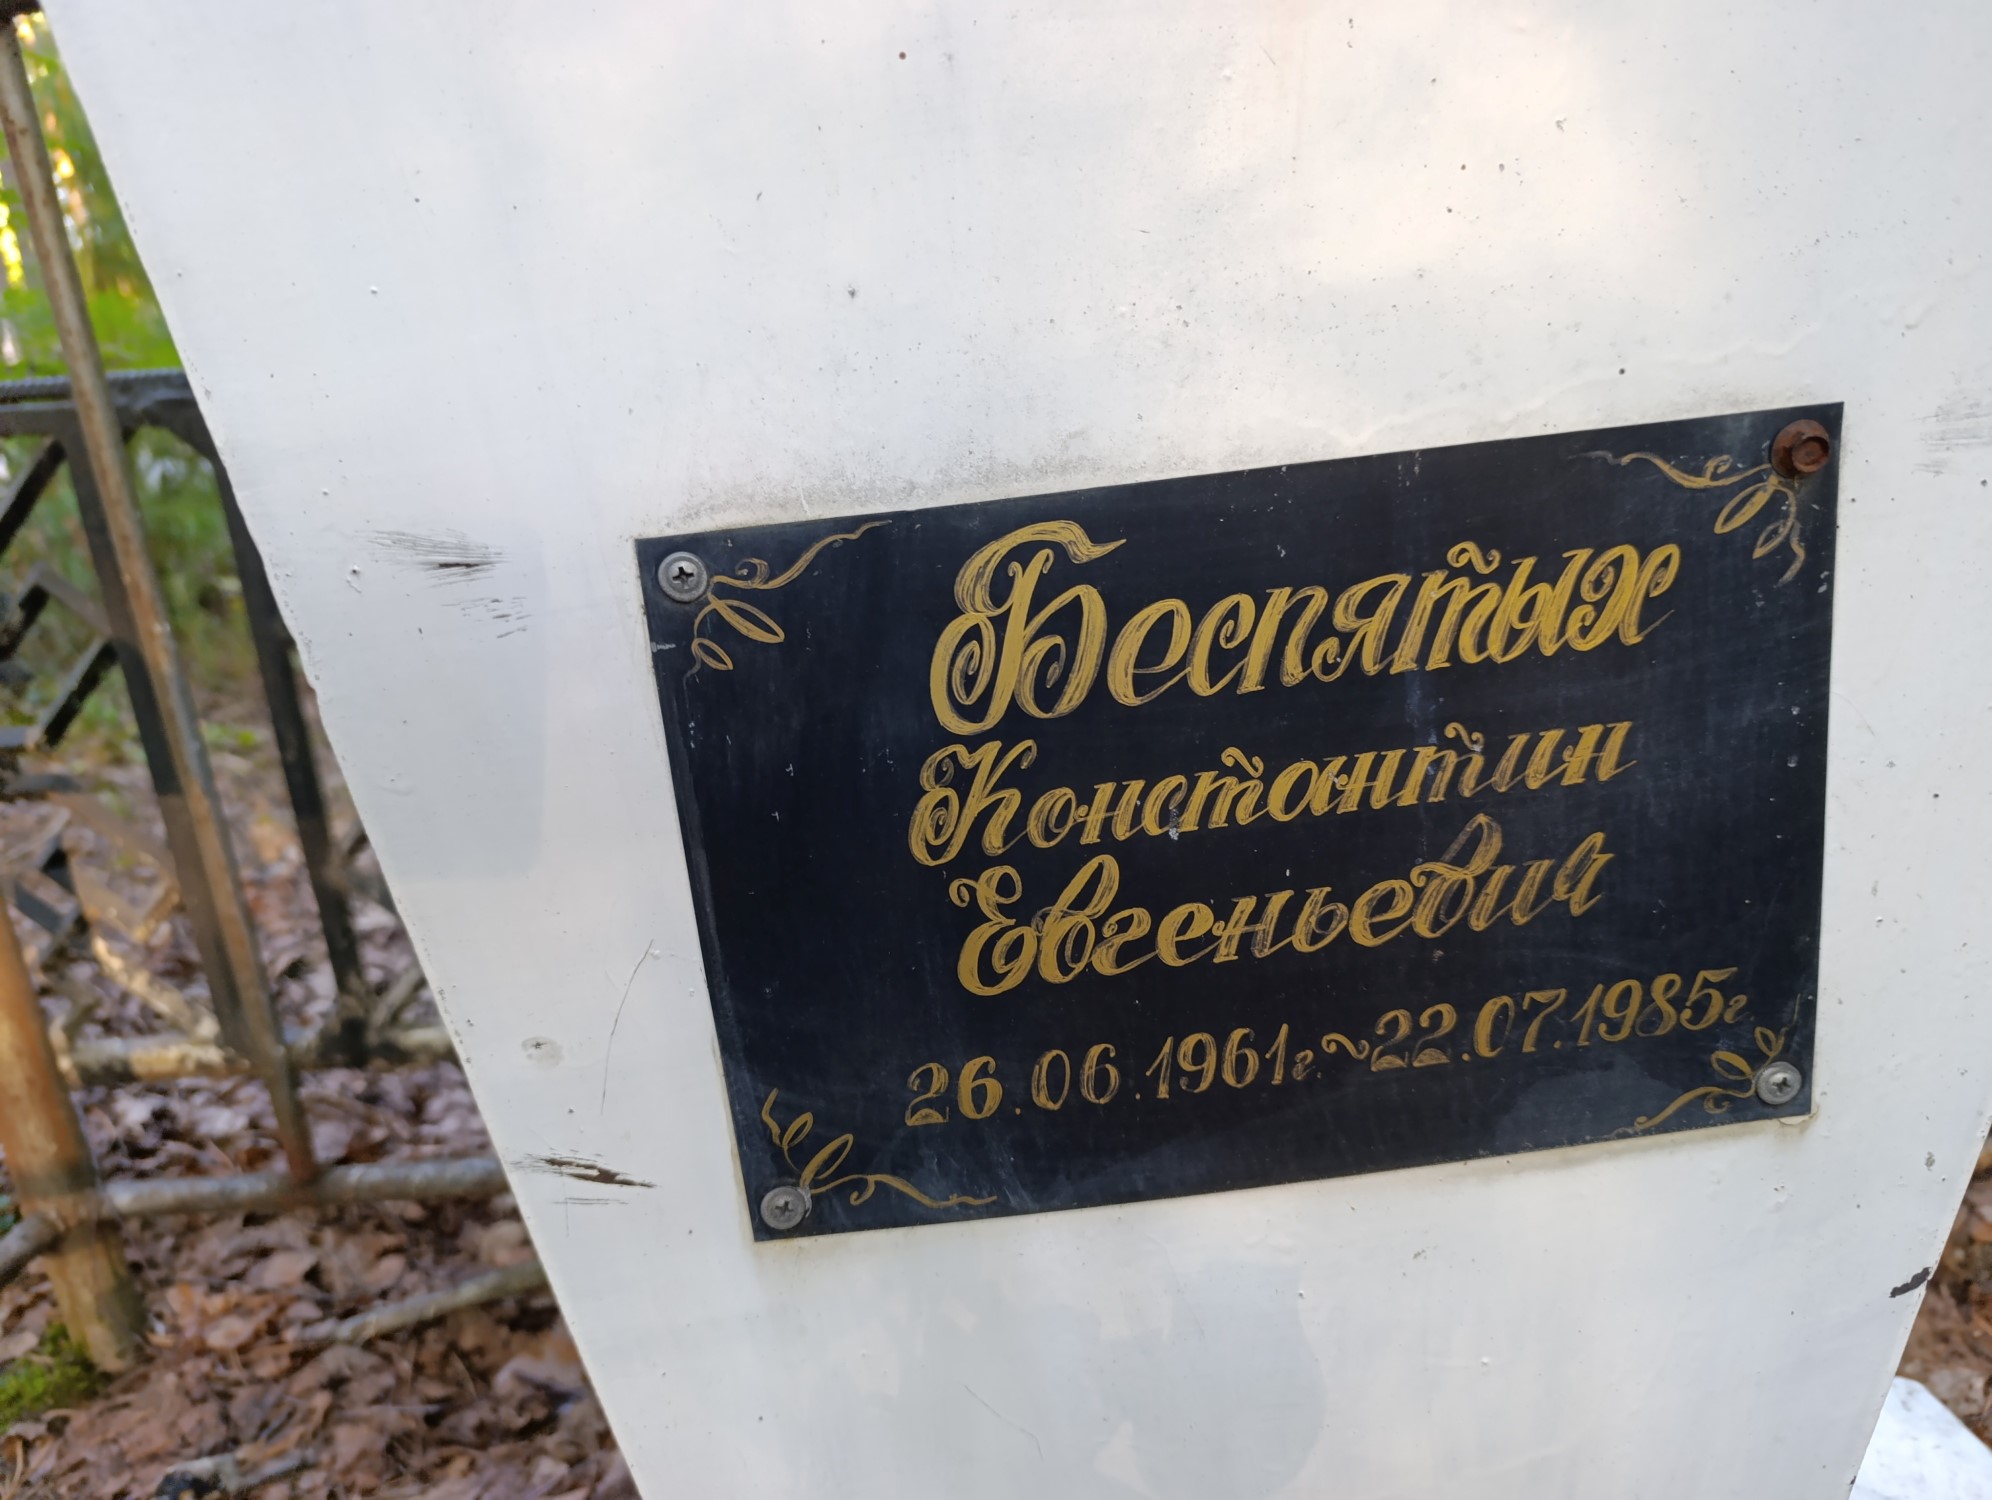 Беспятых
Константин
Евгеньевич
26.06.1961г.~22.07.1985г